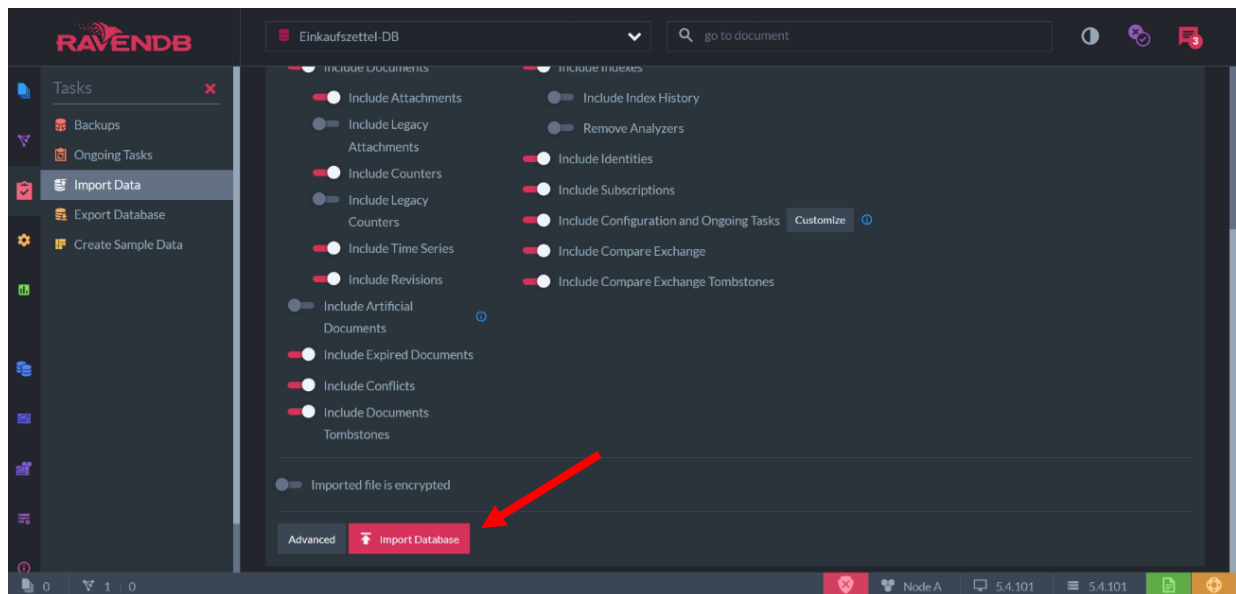 RAVENDB
Einkaufszettel-DB
go to document
3
Tasks
Backups
Ongoing Tasks
Import Data
Export Database
Create Sample Data
Include Documents
Include Attachments
Include Legacy
Attachments
Include Counters
Include Legacy
Counters
Include Time Series
Include Revisions
Include Artificial
Documents
Include Expired Documents
Include Conflicts
Include Documents
Tombstones
Include Indexes
Include Index History
Remove Analyzers
Include Identities
Include Subscriptions
Include Configuration and Ongoing Tasks Customize
Include Compare Exchange
Include Compare Exchange Tombstones
Imported file is encrypted
Advanced Import Database
0 1 | 0 Node A 5.4.101 5.4.101